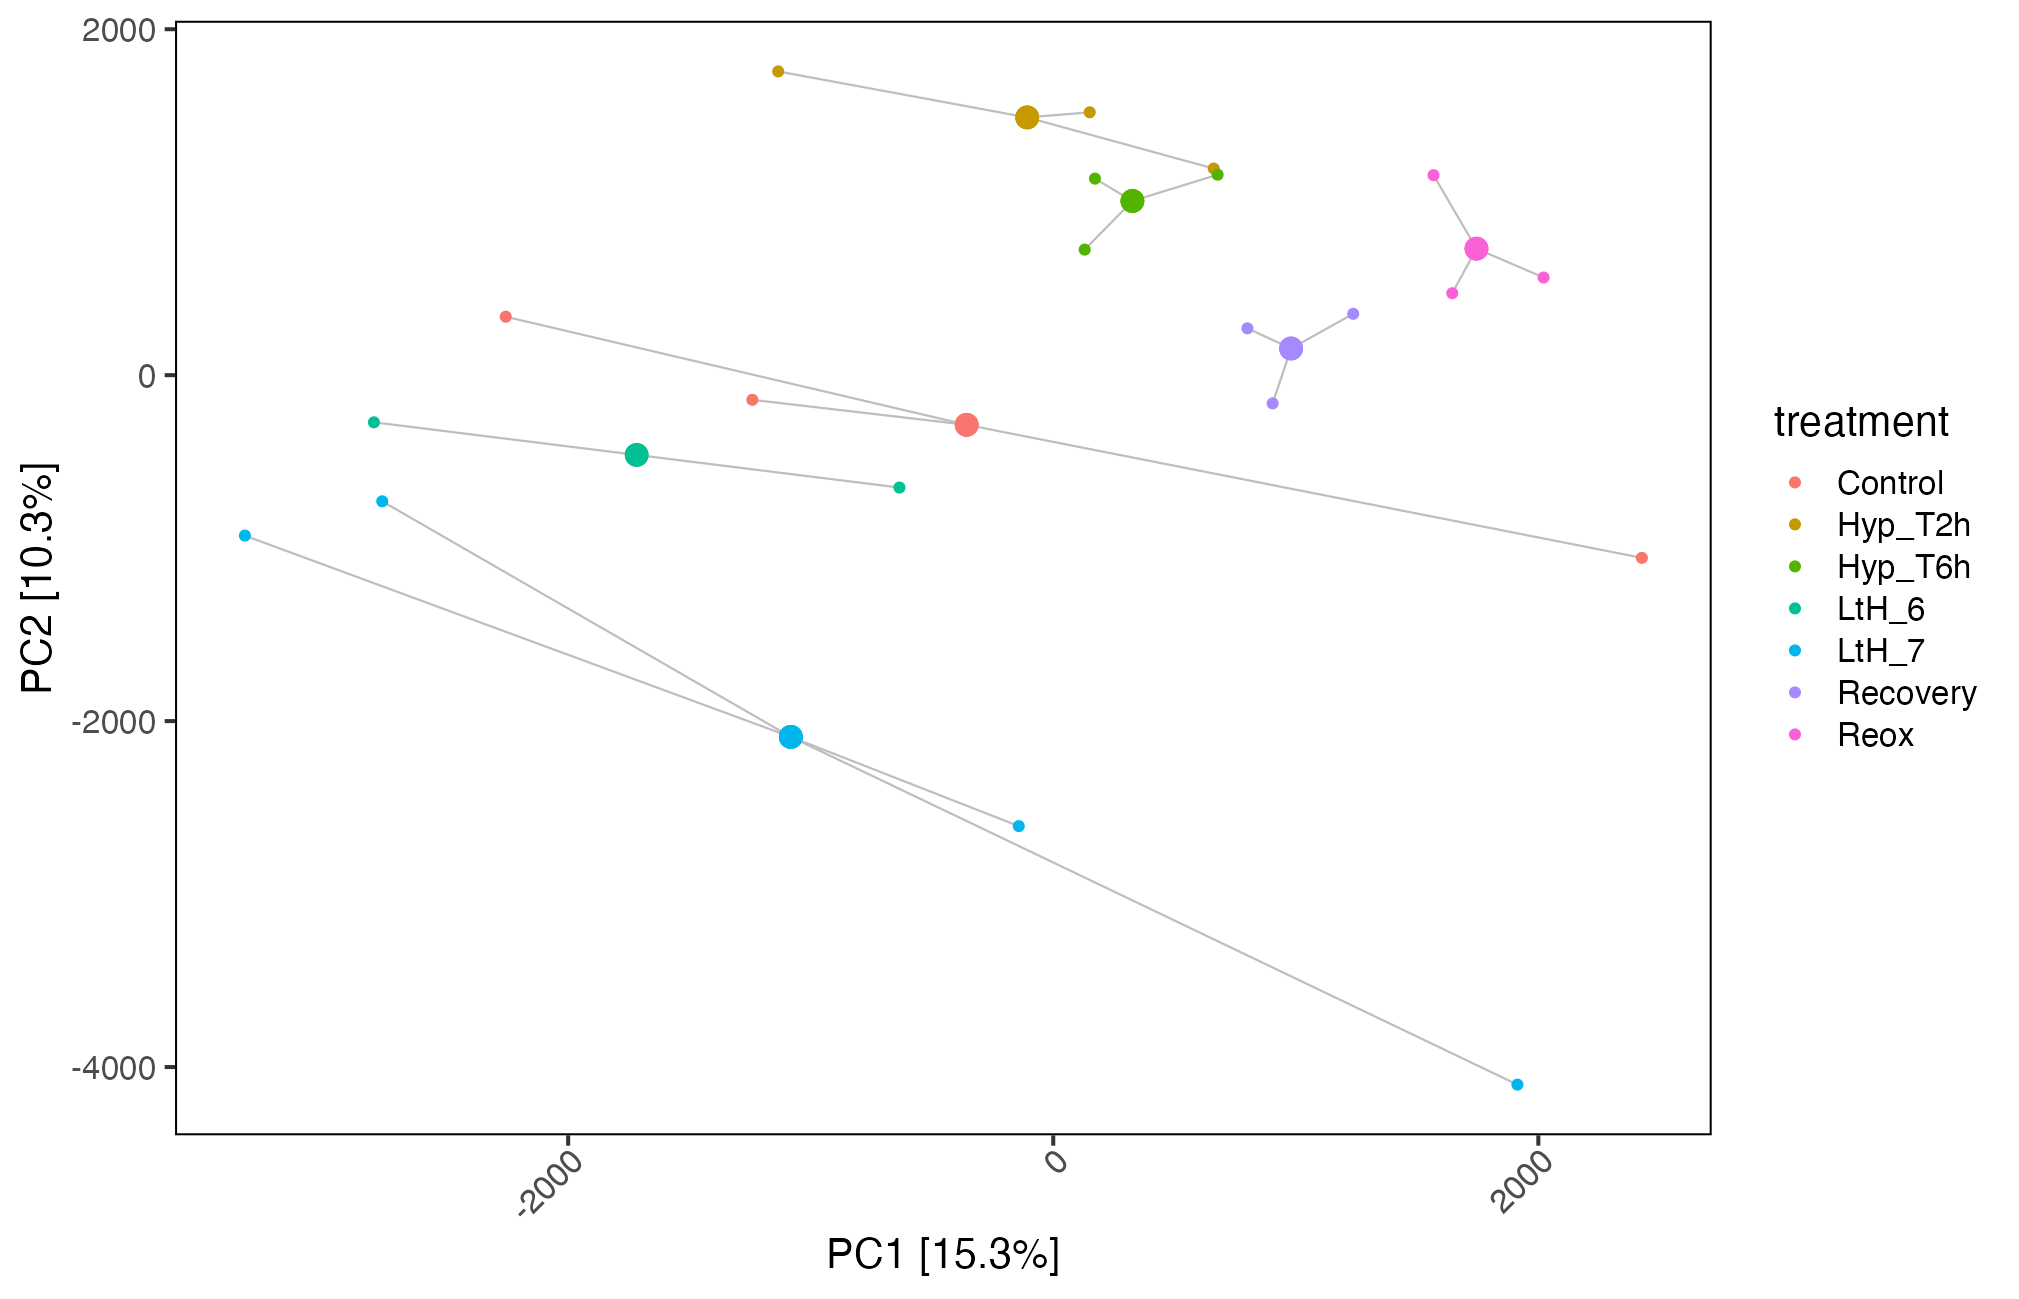 2000
0
-2000
-4000
PC2 [10.3%]
-2000
0
2000
PC1 [15.3%]
treatment
Control
Hyp_T2h
Hyp_T6h
LtH_6
LtH_7
Recovery
Reox